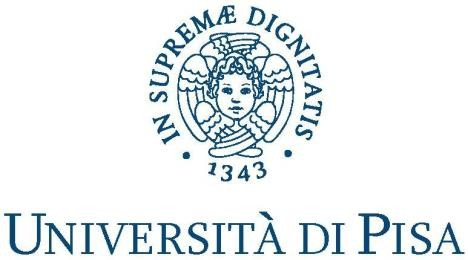 IN SUPREMÆ DIGNITATIS
· 1343 ·
UNIVERSITÀ DI PISA